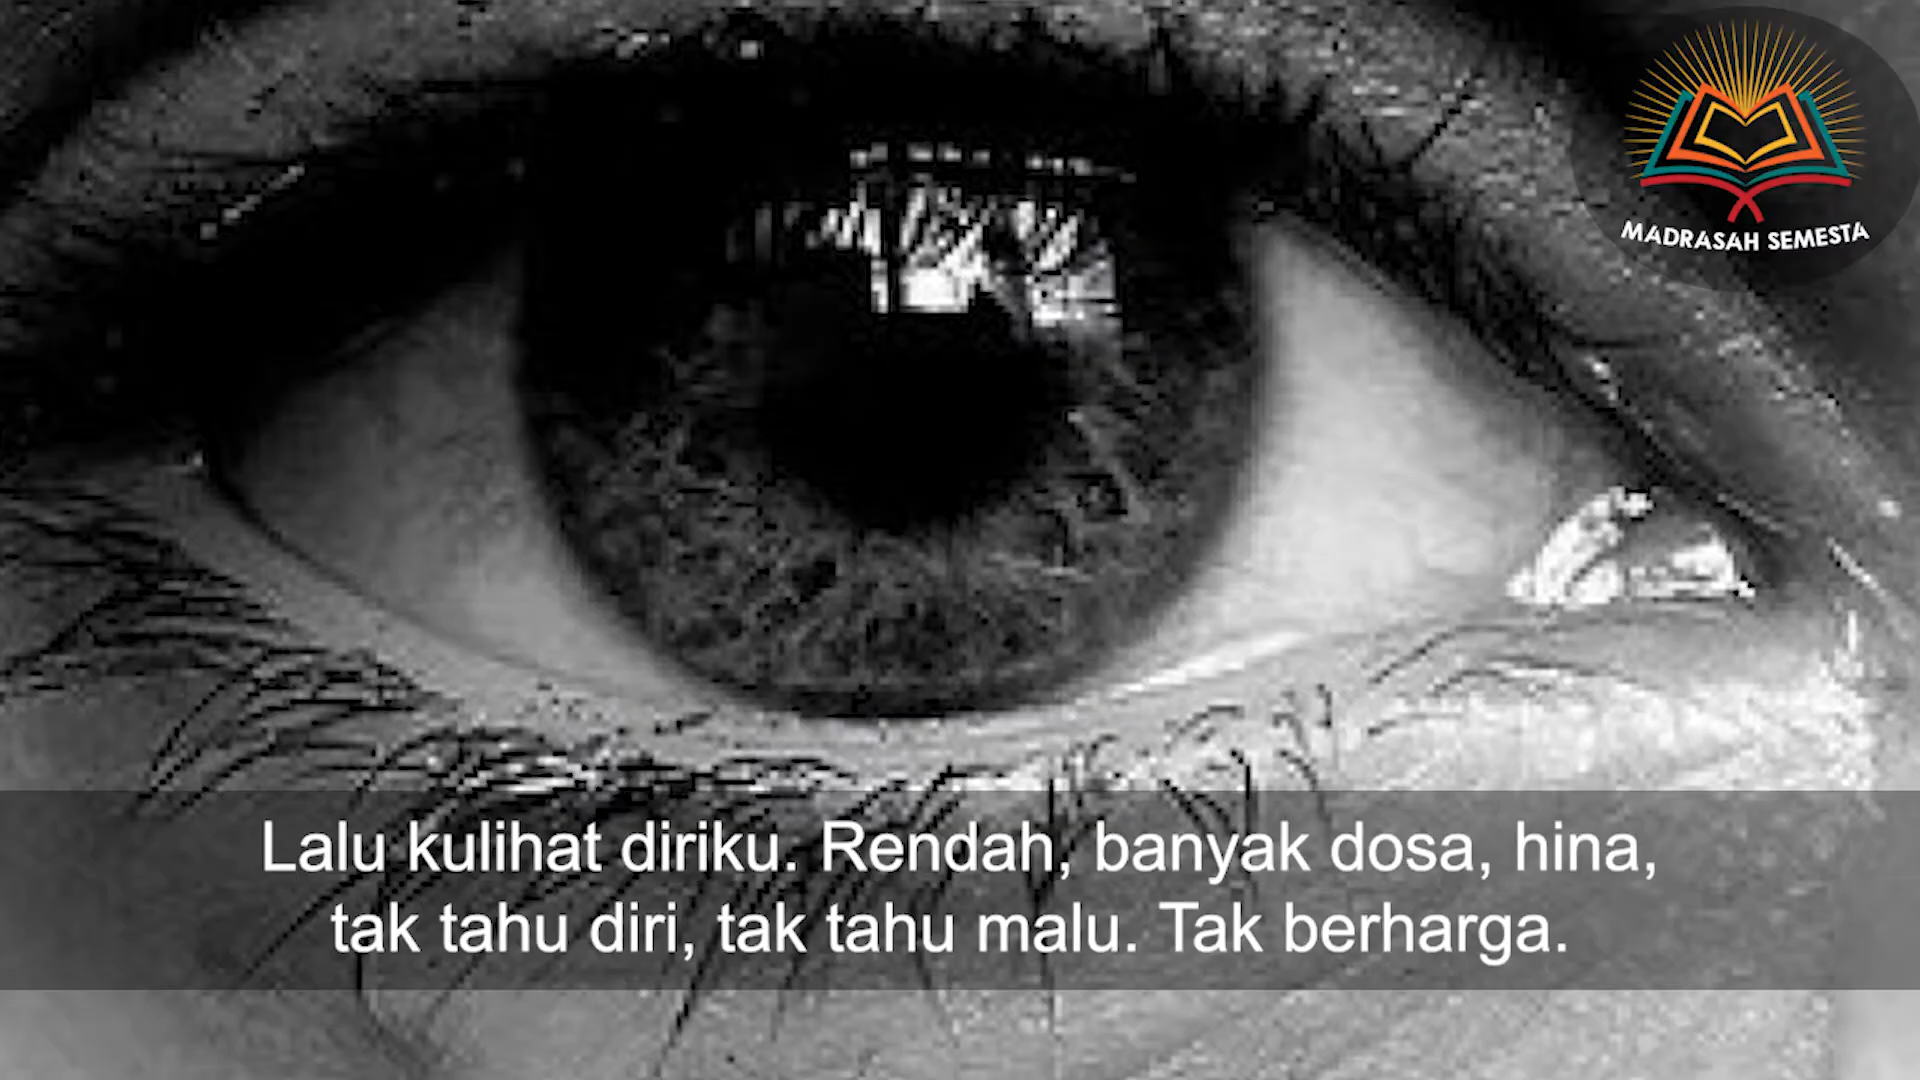 MADRASAH SEMESTA
Lalu kulihat diriku. Rendah, banyak dosa, hina,
tak tahu diri, tak tahu malu. Tak berharga.